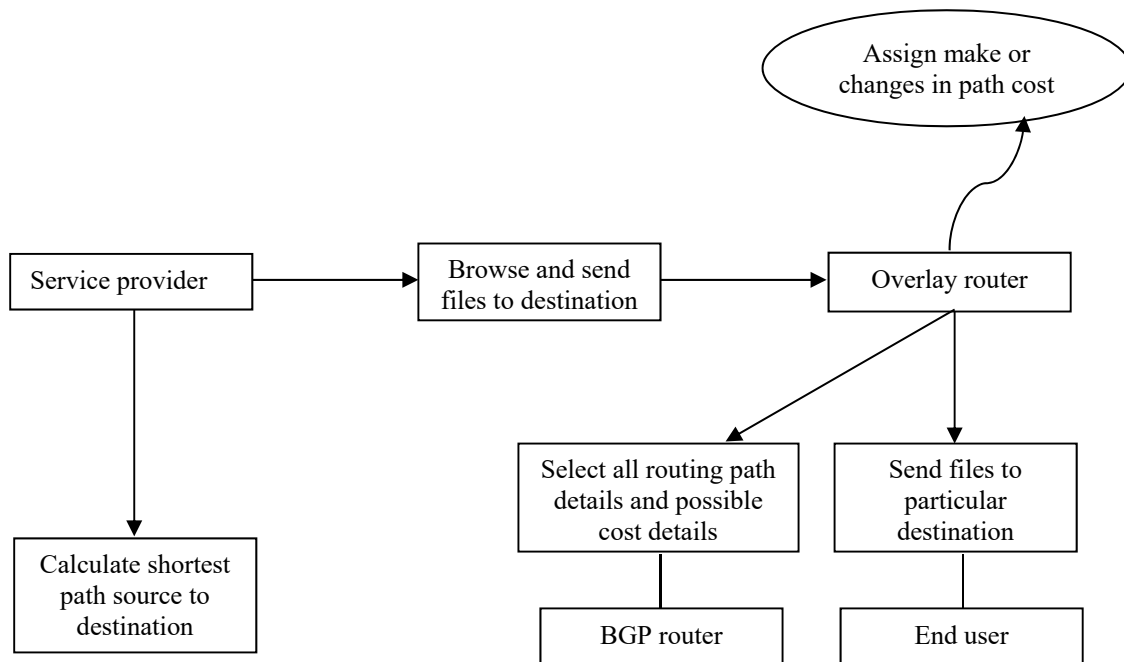 Assign make or
changes in path cost
Service provider
Browse and send
files to destination
Overlay router
Select all routing path
details and possible
cost details
Send files to
particular
destination
Calculate shortest
path source to
destination
BGP router
End user